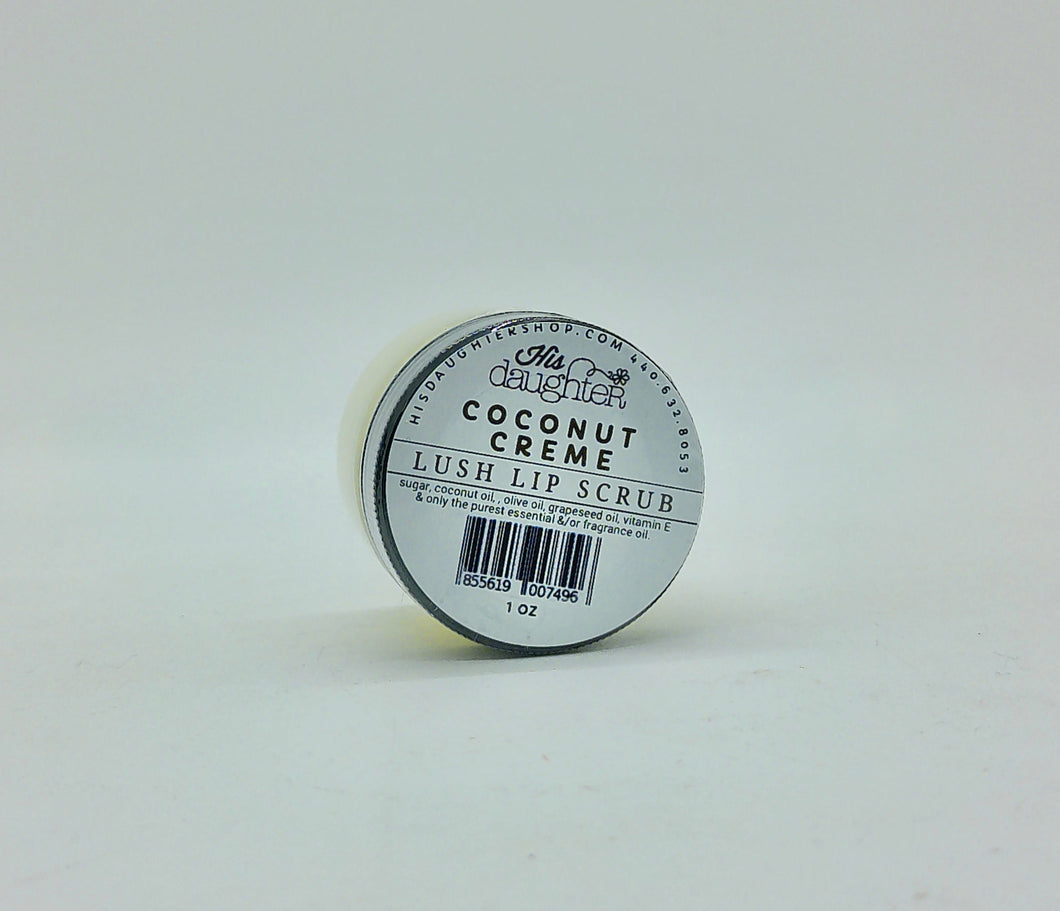 HISDAUGHTERSHOP.COM 440.632.8053
His
daughteR
COCONUT
CREME
LUSH LIP SCRUB
sugar, coconut oil, , olive oil, grapeseed oil, vitamin E
& only the purest essential &/or fragrance oil.
855619 007496
1 oz